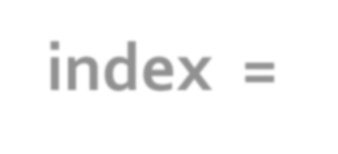 index =